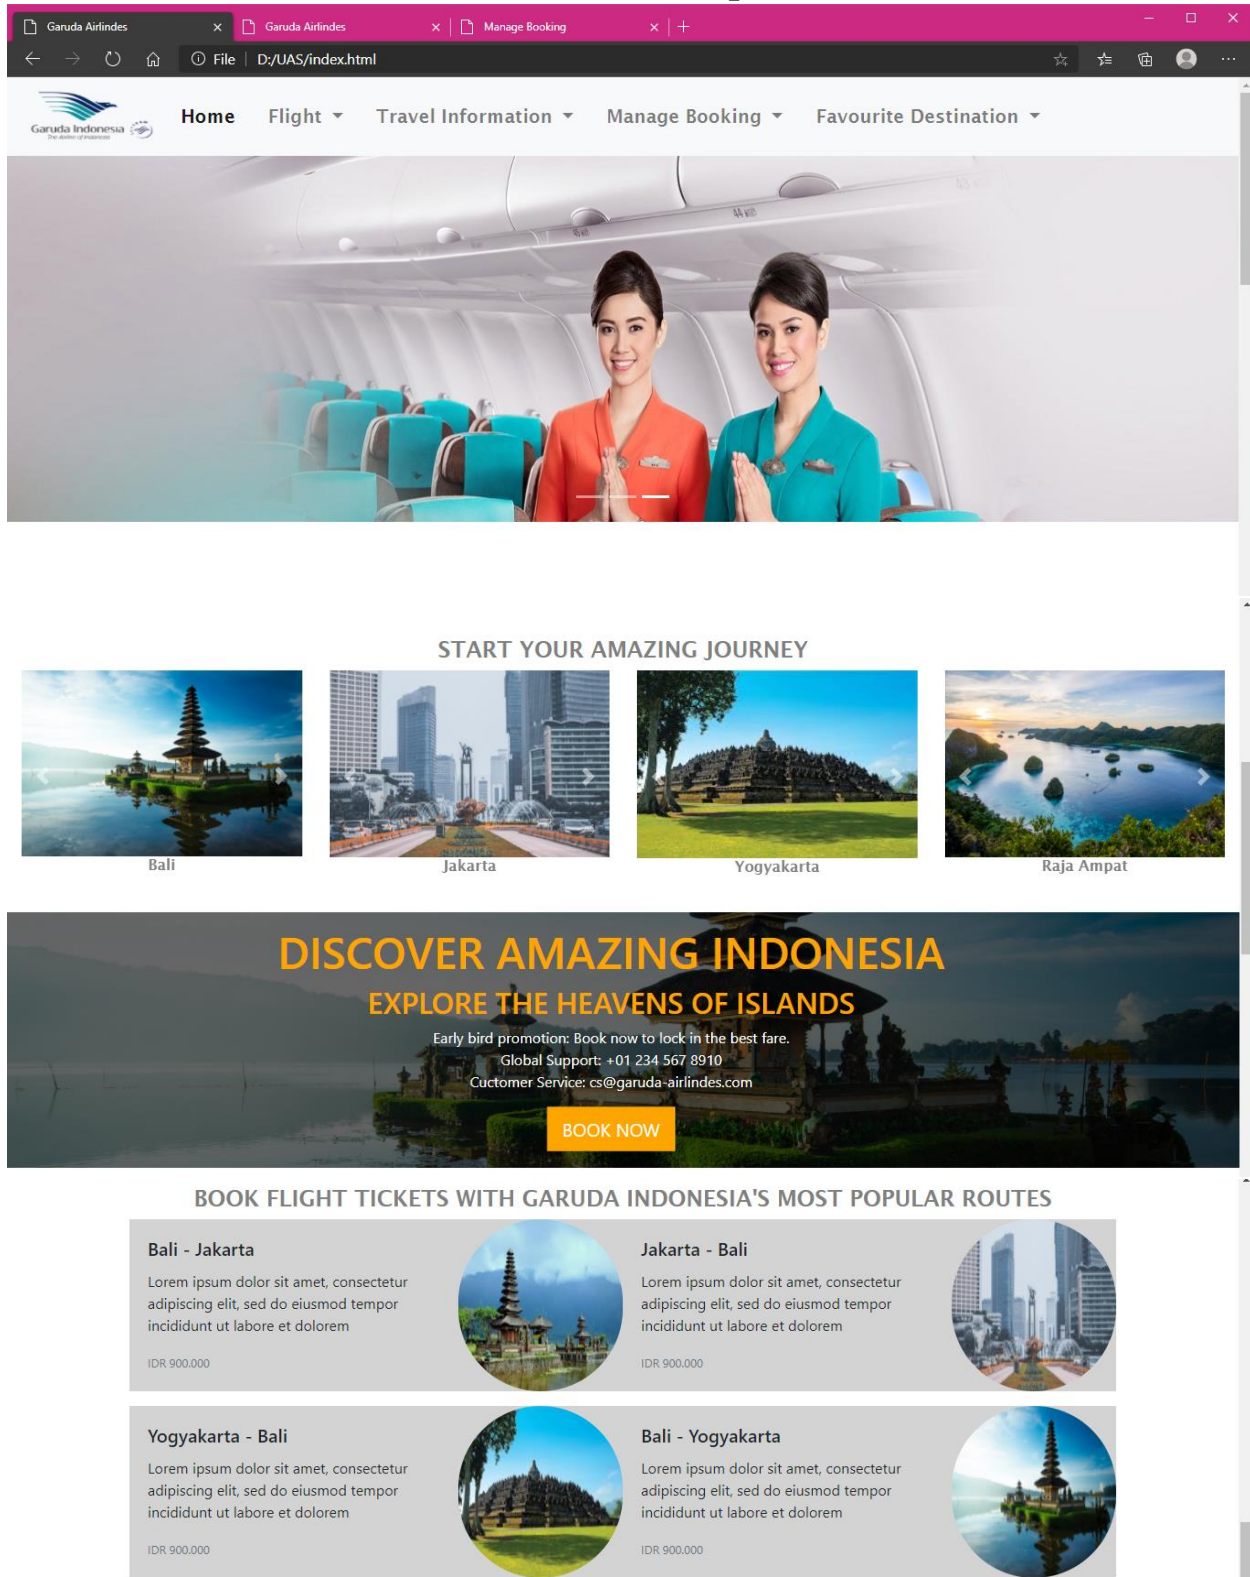 Garuda Airlindes
Garuda Airlindes
Manage Booking
File D:/UAS/index.html
Garuda Indonesia
The Airline of Indonesia
Home Flight Travel Information Manage Booking Favourite Destination
START YOUR AMAZING JOURNEY
Bali
Jakarta
Yogyakarta
Raja Ampat
DISCOVER AMAZING INDONESIA
EXPLORE THE HEAVENS OF ISLANDS
Early bird promotion: Book now to lock in the best fare.
Global Support: +01 234 567 8910
Cuctomer Service: cs@garuda-airlindes.com
BOOK NOW
BOOK FLIGHT TICKETS WITH GARUDA INDONESIA'S MOST POPULAR ROUTES
Bali - Jakarta
Lorem ipsum dolor sit amet, consectetur
adipiscing elit, sed do eiusmod tempor
incididunt ut labore et dolorem
IDR 900.000
Jakarta - Bali
Lorem ipsum dolor sit amet, consectetur
adipiscing elit, sed do eiusmod tempor
incididunt ut labore et dolorem
IDR 900.000
Yogyakarta - Bali
Lorem ipsum dolor sit amet, consectetur
adipiscing elit, sed do eiusmod tempor
incididunt ut labore et dolorem
IDR 900.000
Bali - Yogyakarta
Lorem ipsum dolor sit amet, consectetur
adipiscing elit, sed do eiusmod tempor
incididunt ut labore et dolorem
IDR 900.000